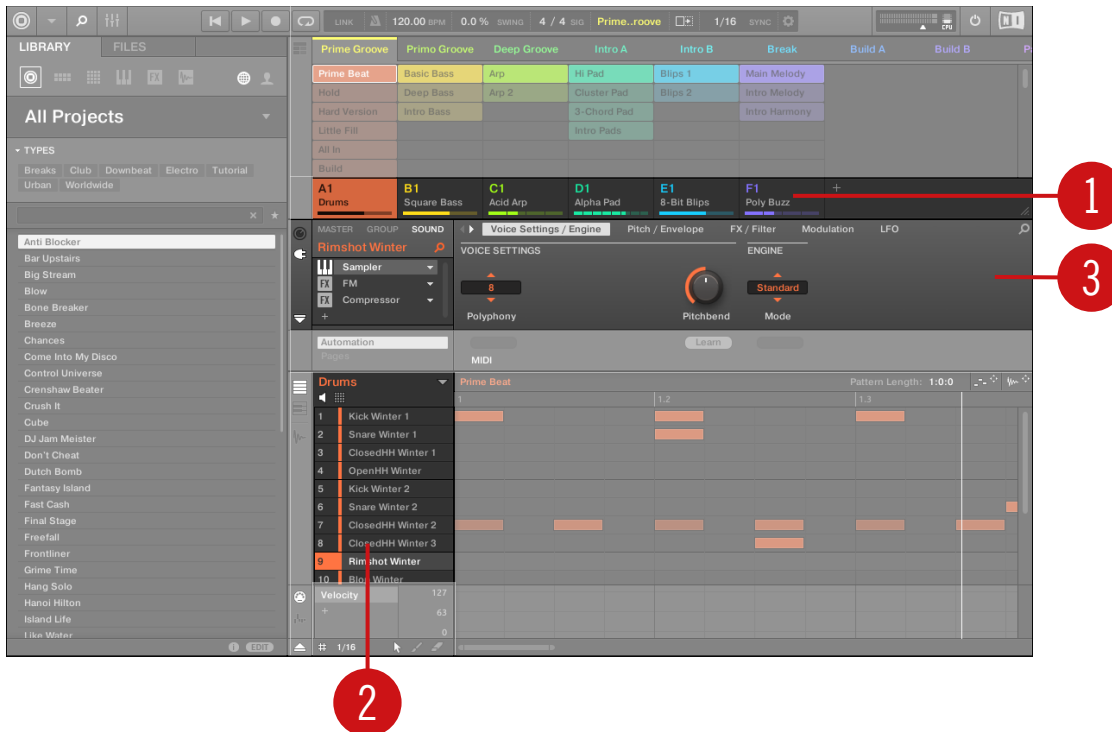 LINK 120.00 BPM 0.0 % SWING 4 / 4 SIG Prime..roove 1/16 SYNC CPU
LIBRARY FILES
FX
All Projects
TYPES
Breaks Club Downbeat Electro Tutorial
Urban Worldwide
Anti Blocker
Bar Upstairs
Big Stream
Blow
Bone Breaker
Breeze
Chances
Come Into My Disco
Control Universe
Crenshaw Beater
Crush It
Cube
DJ Jam Meister
Don't Cheat
Dutch Bomb
Fantasy Island
Fast Cash
Final Stage
Freefall
Frontliner
Grime Time
Hang Solo
Hanoi Hilton
Island Life
Like Water
EDIT
Prime Groove Primo Groove Deep Groove Intro A Intro B Break Build A Build B
Prime Beat Basic Bass Arp Hi Pad Blips 1 Main Melody
Hold Deep Bass Arp 2 Cluster Pad Blips 2 Intro Melody
Hard Version Intro Bass 3-Chord Pad Intro Harmony
Little Fill Intro Pads
All In
Build
A1 B1 C1 D1 E1 F1 +
Drums Square Bass Acid Arp Alpha Pad 8-Bit Blips Poly Buzz
1
MASTER GROUP SOUND Voice Settings / Engine Pitch / Envelope FX / Filter Modulation LFO
Rimshot Winter VOICE SETTINGS ENGINE
Sampler
FX FM
FX Compressor
+
8 Standard
Polyphony Pitchbend Mode
3
Automation Learn
Pages MIDI
Drums Prime Beat Pattern Length: 1:0:0
1 1.2 1.3
1 Kick Winter 1
2 Snare Winter 1
3 ClosedHH Winter 1
4 OpenHH Winter
5 Kick Winter 2
6 Snare Winter 2
7 ClosedHH Winter 2
8 ClosedHH Winter 3
9 Rimshot Winter
10 Blop Winter
Velocity 127
+ 63
0
1/16
2